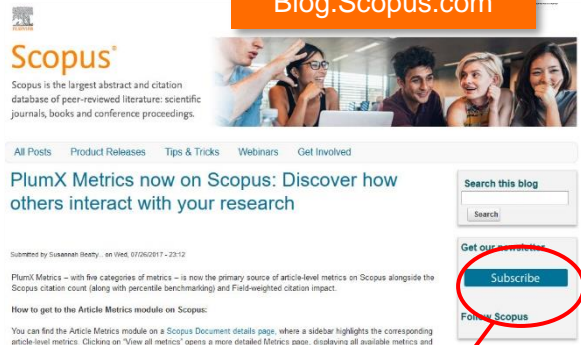 Blog.Scopus.com
ELSEVIER
Scopus®
Scopus is the largest abstract and citation
database of peer-reviewed literature: scientific
journals, books and conference proceedings.
All Posts Product Releases Tips & Tricks Webinars Get Involved
PlumX Metrics now on Scopus: Discover how
others interact with your research
Submitted by Susannah Beatty... on Wed, 07/26/2017 - 23:12
PlumX Metrics – with five categories of metrics – is now the primary source of article-level metrics on Scopus alongside the
Scopus citation count (along with percentile benchmarking) and Field-weighted citation impact.
How to get to the Article Metrics module on Scopus:
You can find the Article Metrics module on a Scopus Document details page, where a sidebar highlights the corresponding
article-level metrics. Clicking on "View all metrics" opens a more detailed Metrics page, displaying all available metrics and
Search this blog
Search
Get our newsletter
Subscribe
Follow Scopus